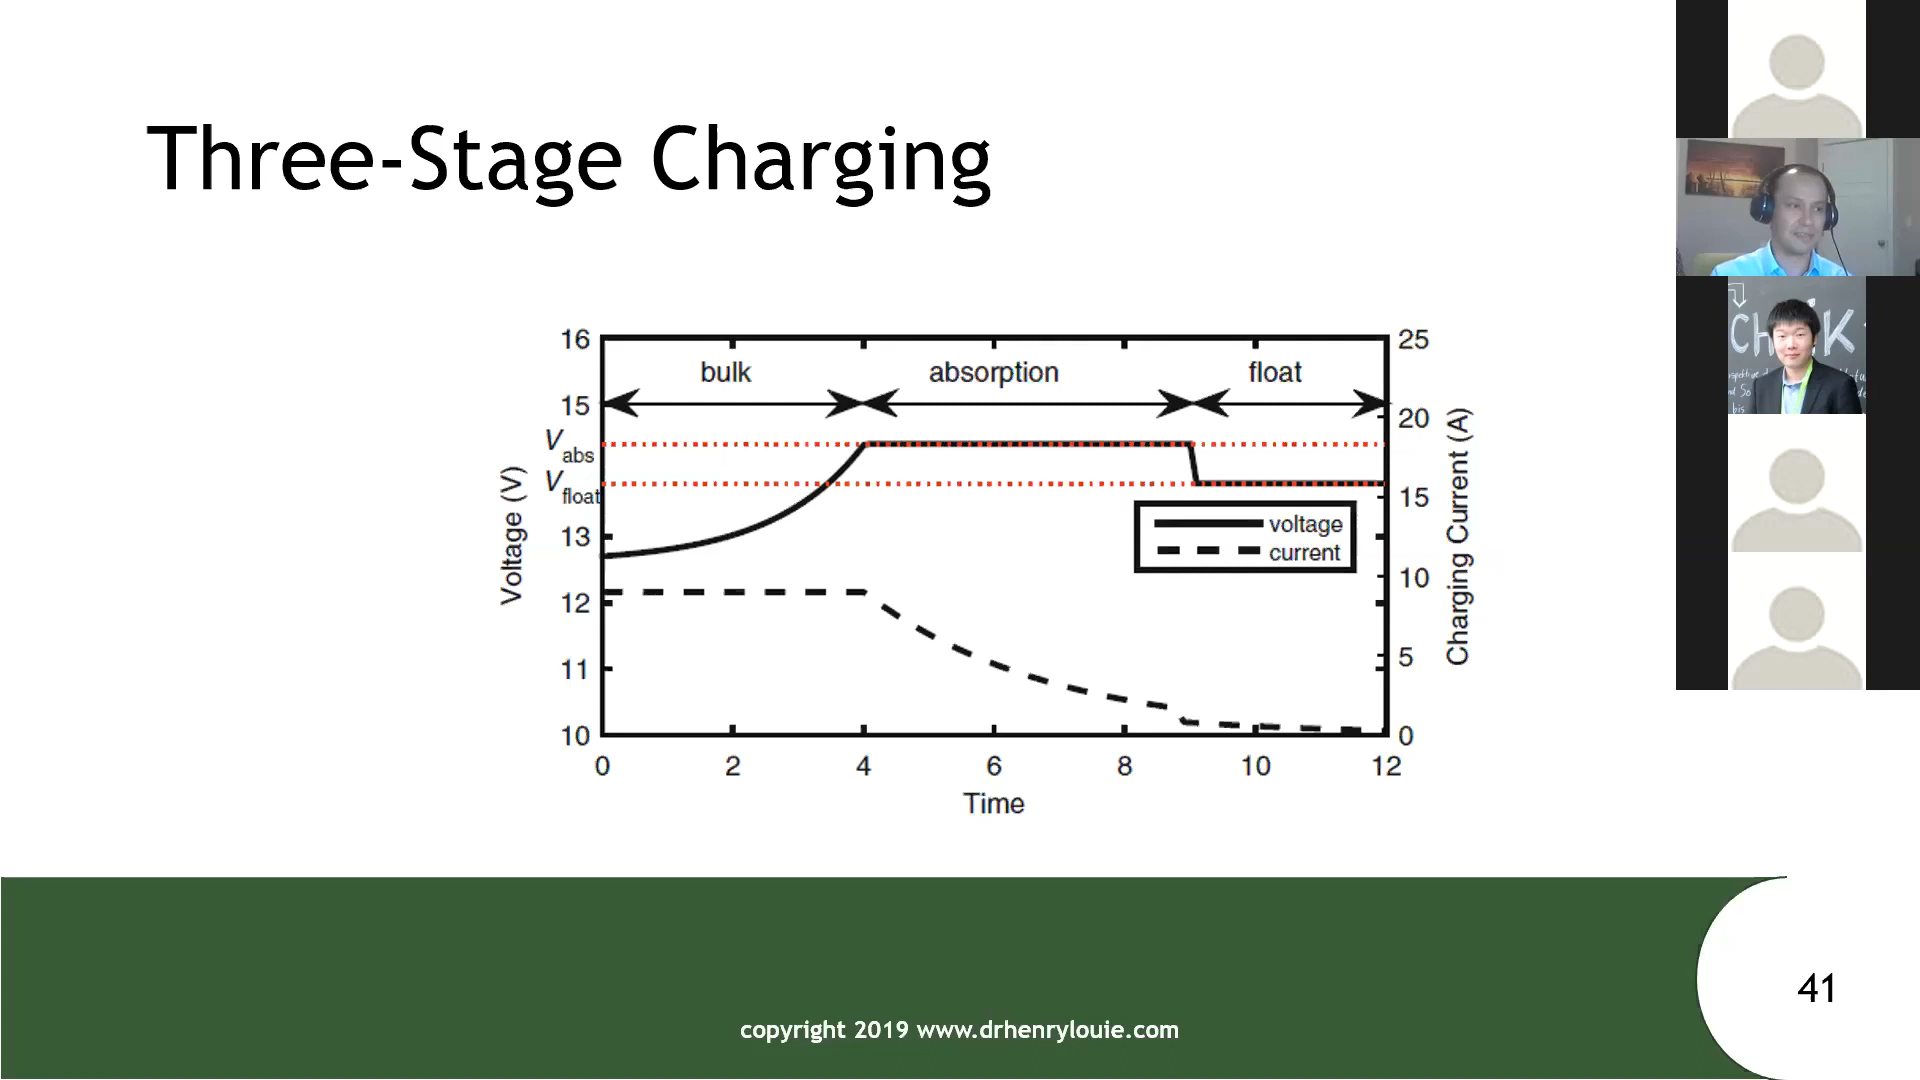 Three-Stage Charging
16
15
V abs
V float
13
12
11
10
Voltage (V)
bulk
absorption
float
voltage
current
25
20
15
10
5
0
Charging Current (A)
0 2 4 6 8 10 12
Time
41
copyright 2019 www.drhenrylouie.com
CH K